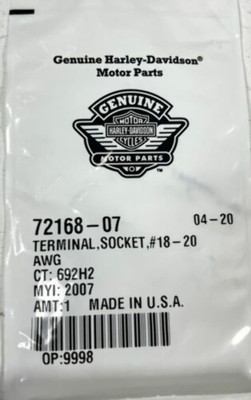 Genuine Harley-Davidson®
Motor Parts
GENUINE
MOTOR
HARLEY-DAVIDSON
CYCLES
MOTOR PARTS
™
72168-07 04-20
TERMINAL,SOCKET,#18-20
AWG
CT: 692H2
MYI: 2007
AMT:1 MADE IN U.S.A.
OP:9998